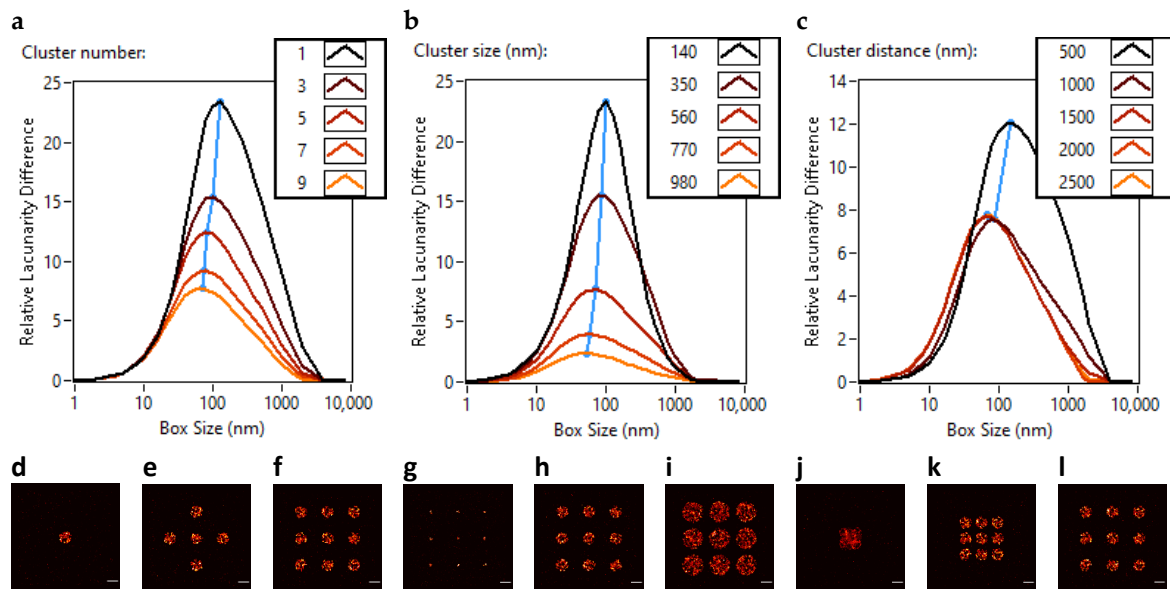 a
Cluster number:
1
3
5
7
9
Relative Lacunarity Difference
25
20
15
10
5
0
1 10 100 1000 10,000
Box Size (nm)
b
Cluster size (nm):
140
350
560
770
980
Relative Lacunarity Difference
25
20
15
10
5
0
1 10 100 1000 10,000
Box Size (nm)
c
Cluster distance (nm):
500
1000
1500
2000
2500
Relative Lacunarity Difference
14
12
10
8
6
4
2
0
1 10 100 1000 10,000
Box Size (nm)
d e f g h i j k l